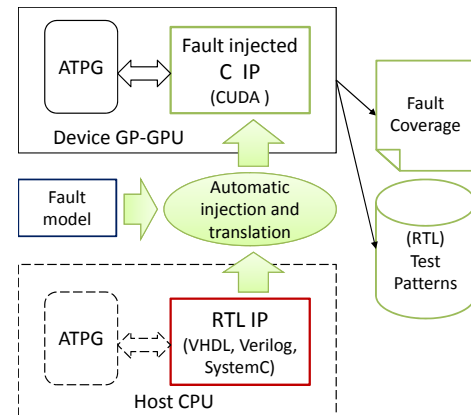 ATPG
Fault injected
C IP
(CUDA )
Device GP-GPU
Fault
Coverage
Fault
model
Automatic
injection and
translation
(RTL)
Test
Patterns
ATPG
RTL IP
(VHDL, Verilog,
SystemC)
Host CPU